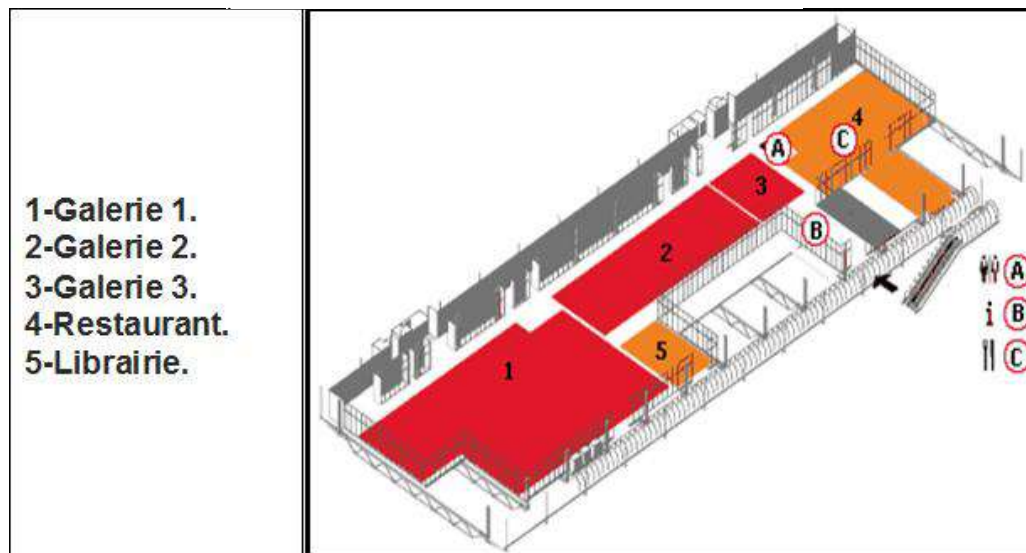 1-Galerie 1.
2-Galerie 2.
3-Galerie 3.
4-Restaurant.
5-Librairie.
4
C
A
3
B
2
A
i B
5
C
1